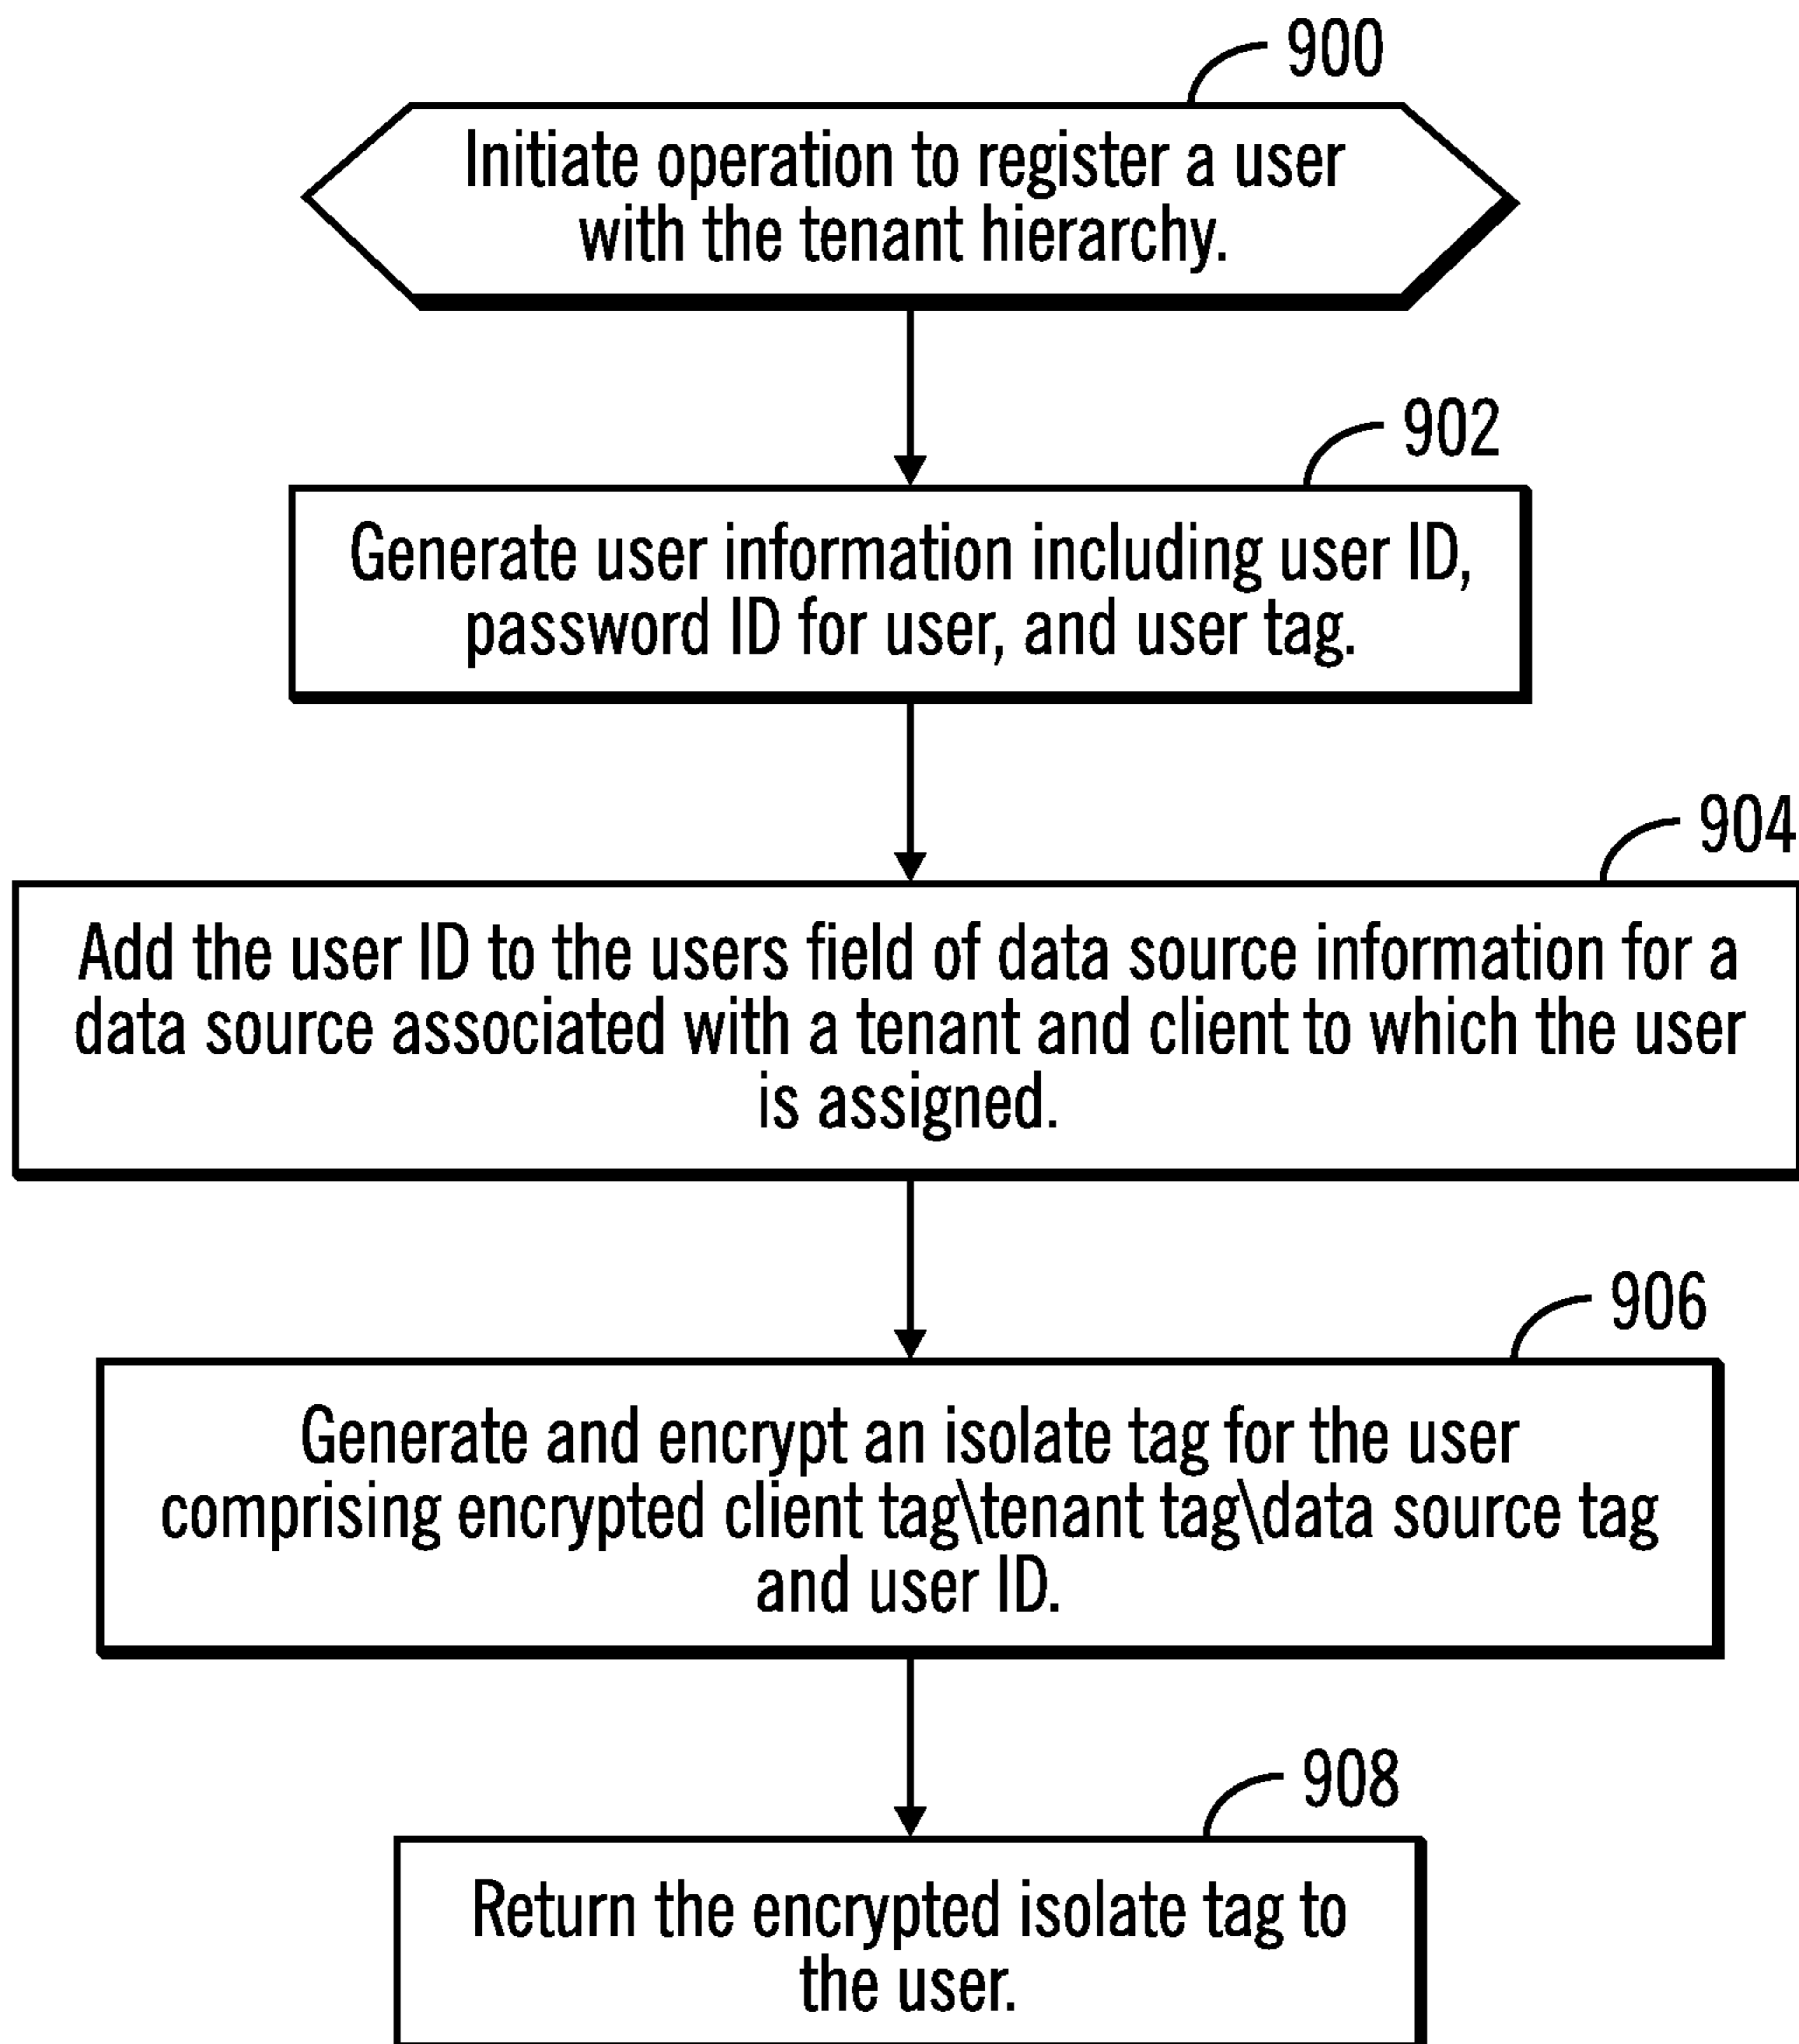 900
Initiate operation to register a user
with the tenant hierarchy.
902
Generate user information including user ID,
password ID for user, and user tag.
904
Add the user ID to the users field of data source information for a
data source associated with a tenant and client to which the user
is assigned.
906
Generate and encrypt an isolate tag for the user
comprising encrypted client tag\tenant tag\data source tag
and user ID.
908
Return the encrypted isolate tag to
the user.